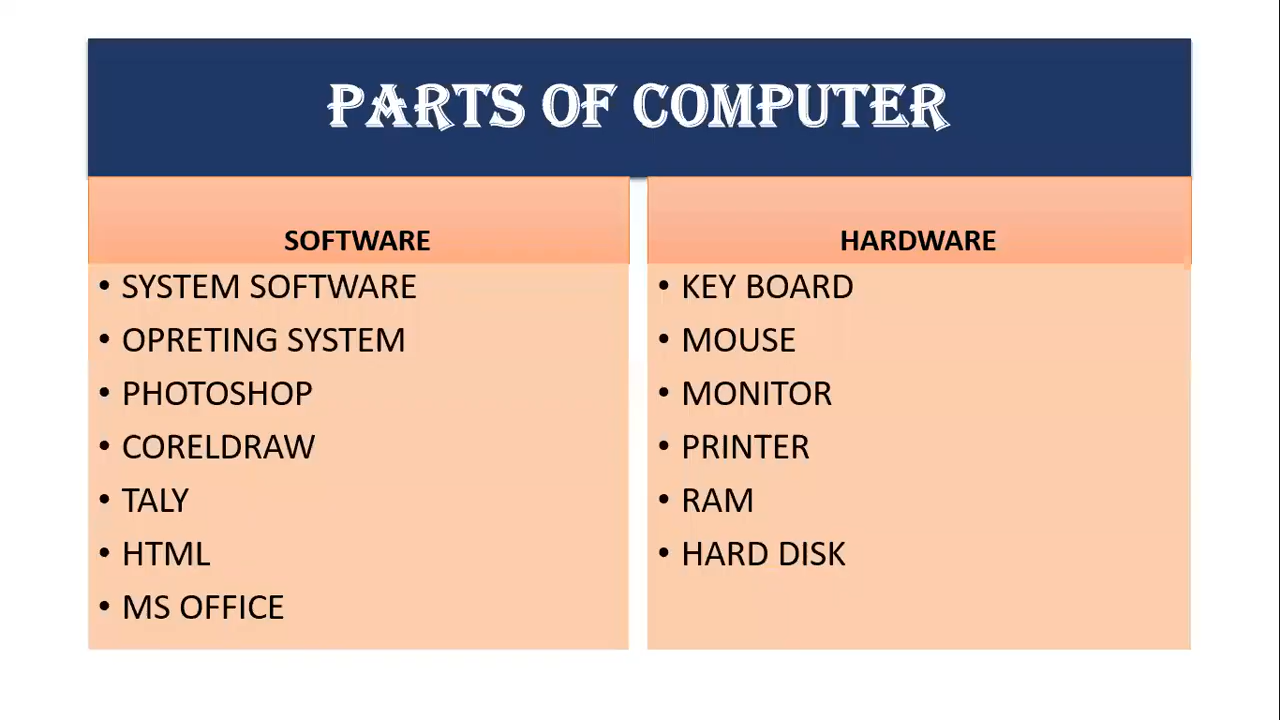 PARTS OF COMPUTER
SOFTWARE
• SYSTEM SOFTWARE
• OPRETING SYSTEM
• PHOTOSHOP
• CORELDRAW
• TALY
• HTML
• MS OFFICE
HARDWARE
• KEY BOARD
• MOUSE
• MONITOR
• PRINTER
• RAM
• HARD DISK